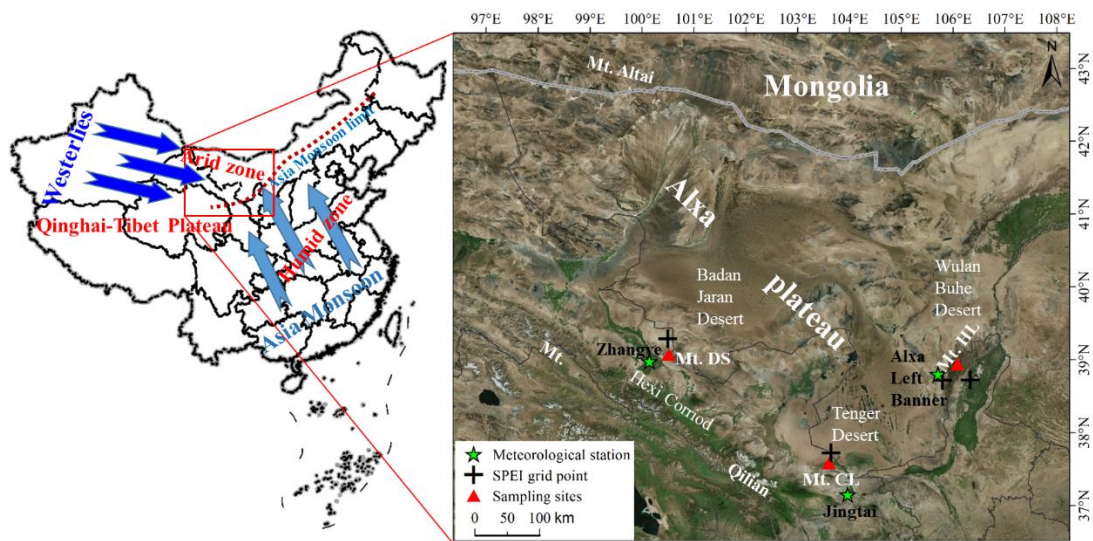 97°E 99°E 100°E 101°E 102°E 103°E 104°E 105°E 106°E 107°E 108°E
N
43°N
42°N
41°N
40°N
39°N
38°N
37°N
Westerlies
Arid zone
Asia Monsoon limit
Qinghai-Tibet Plateau
Humid zone
Asia Monsoon
Mt. Altai
Mongolia
Alxa
plateau
Badan
Jaran
Desert
Wulan
Buhe
Desert
Zhangye
Mt. DS
Mt. HL
Alxa
Left
Banner
Mt.
Qilian
Hexi Corriod
Tenger
Desert
Mt. CL
Jingtai
Meteorological station
SPEI grid point
Sampling sites
0 50 100 km